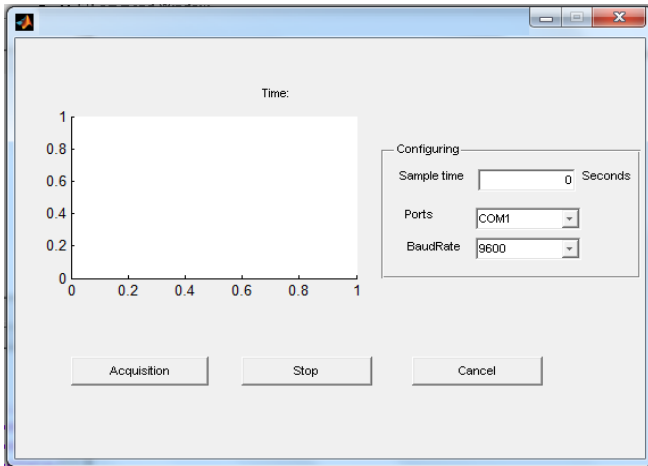 Time:
1
0.8
0.6
0.4
0.2
0
0 0.2 0.4 0.6 0.8 1
Configuring
Sample time 0 Seconds
Ports COM1
BaudRate 9600
Acquisition Stop Cancel